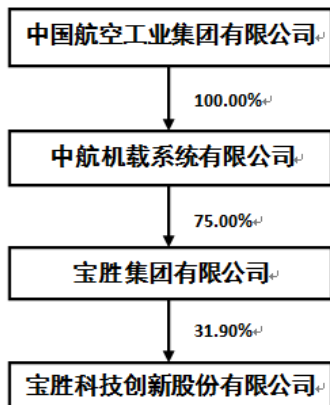 中国航空工业集团有限公司
100.00%
中航机载系统有限公司
75.00%
宝胜集团有限公司
31.90%
宝胜科技创新股份有限公司